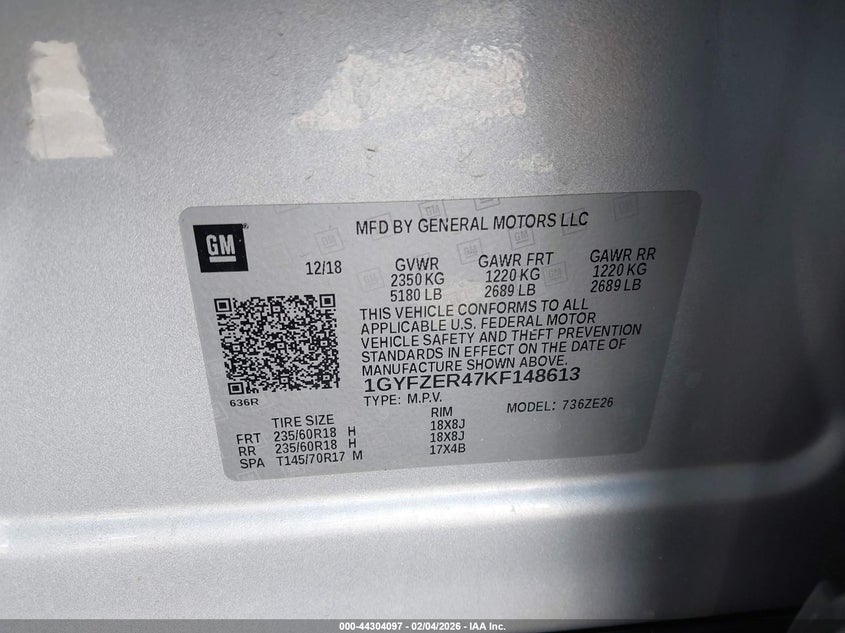 GM
MFD BY GENERAL MOTORS LLC
12/18
GVWR
2350 KG
5180 LB
GAWR FRT
1220 KG
2689 LB
GAWR RR
1220 KG
2689 LB
THIS VEHICLE CONFORMS TO ALL
APPLICABLE U.S. FEDERAL MOTOR
VEHICLE SAFETY AND THEFT PREVENTION
STANDARDS IN EFFECT ON THE DATE OF
MANUFACTURE SHOWN ABOVE.
1GYFZER47KF148613
TYPE: M.P.V.
MODEL: 736ZE26
636R
TIRE SIZE RIM
FRT 235/60R18 H 18X8J
RR 235/60R18 H 18X8J
SPA T145/70R17 M 17X4B
000-44304097 - 02/04/2026 - IAA Inc.